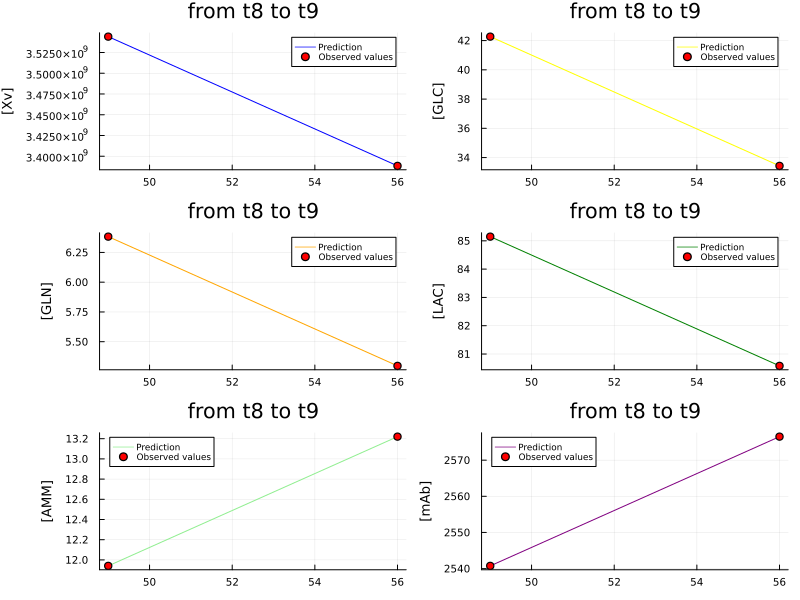 from t8 to t9
[Xv]
3.5250×10⁹
3.5000×10⁹
3.4750×10⁹
3.4500×10⁹
3.4250×10⁹
3.4000×10⁹
Prediction
Observed values
50 52 54 56
from t8 to t9
[GLC]
42
40
38
36
34
Prediction
Observed values
50 52 54 56
from t8 to t9
[GLN]
6.25
6.00
5.75
5.50
Prediction
Observed values
50 52 54 56
from t8 to t9
[LAC]
85
84
83
82
81
Prediction
Observed values
50 52 54 56
from t8 to t9
[AMM]
13.2
13.0
12.8
12.6
12.4
12.2
12.0
Prediction
Observed values
50 52 54 56
from t8 to t9
[mAb]
2570
2560
2550
2540
Prediction
Observed values
50 52 54 56